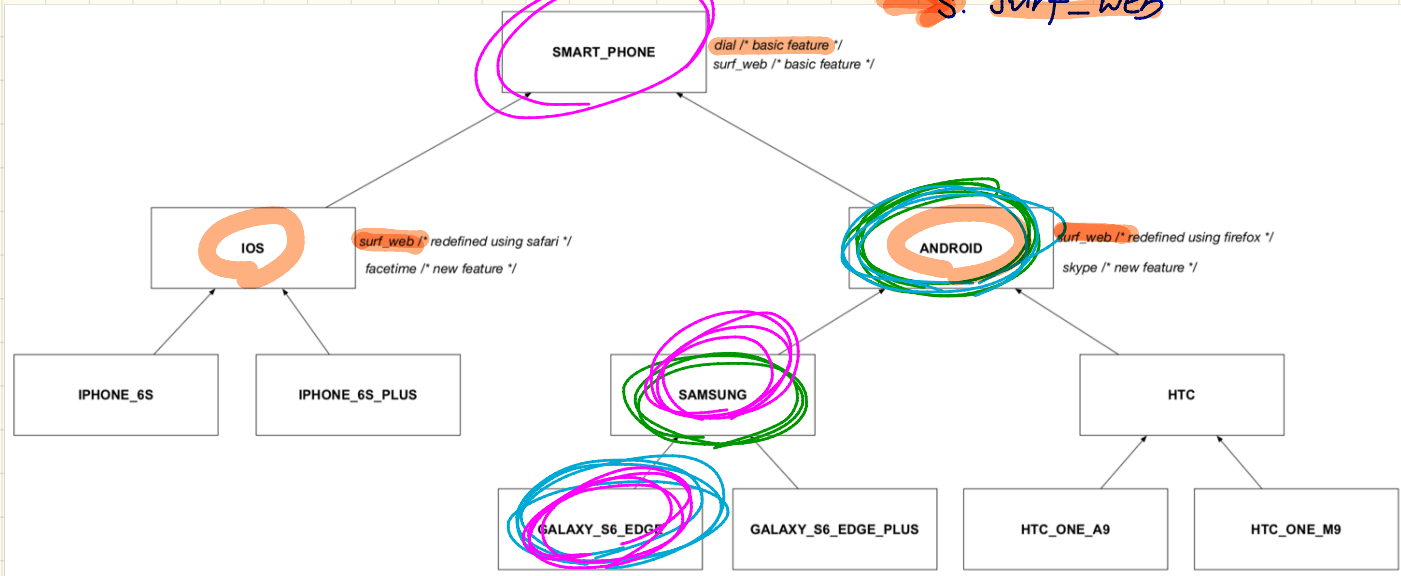 s. surf_web
SMART_PHONE
dial /* basic feature */
surf_web /* basic feature */
IOS
surf_web /* redefined using safari */
facetime /* new feature */
ANDROID
surf_web /* redefined using firefox */
skype /* new feature */
IPHONE_6S
IPHONE_6S_PLUS
SAMSUNG
HTC
GALAXY_S6_EDGE
GALAXY_S6_EDGE_PLUS
HTC_ONE_A9
HTC_ONE_M9